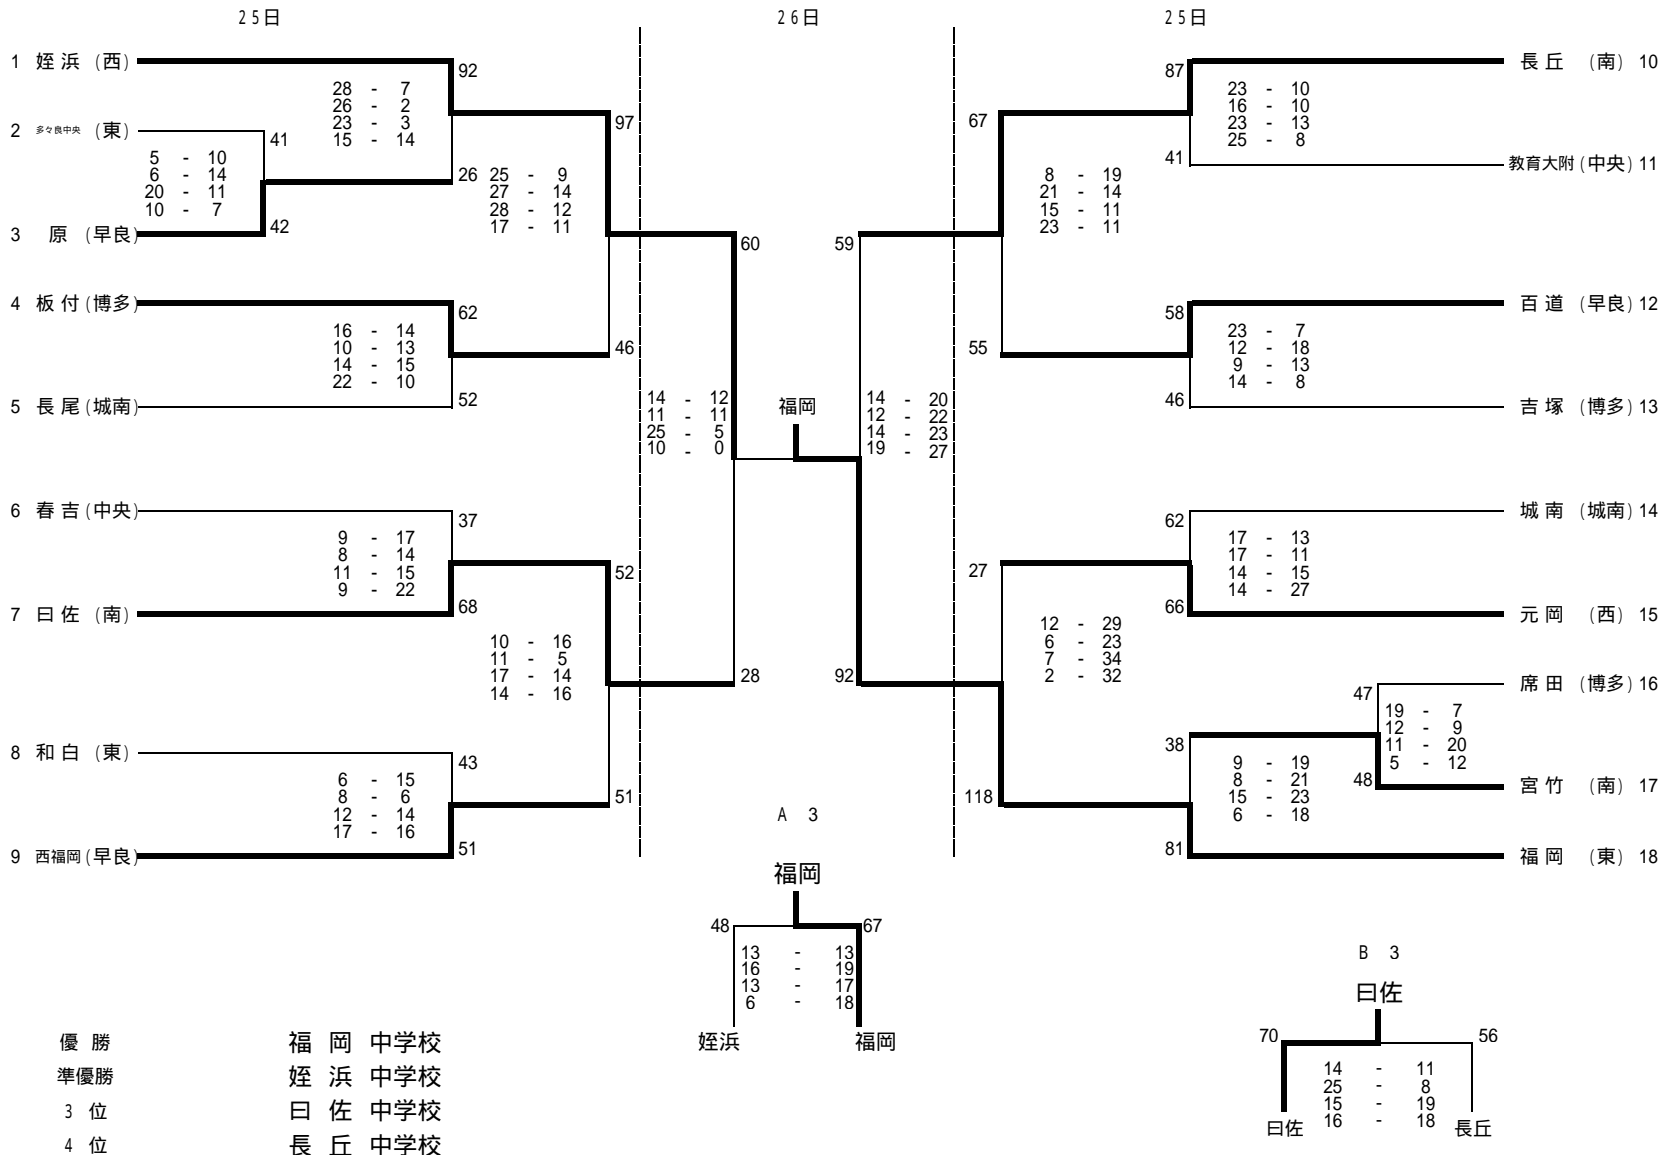 25日
26日
25日
1 姪浜 (西)
92
28 - 7
26 - 2
23 - 3
15 - 14
2 多々良中央 (東)
41
5 - 10
6 - 14
20 - 11
10 - 7
26
3 原 (早良)
42
97
25 - 9
27 - 14
28 - 12
17 - 11
4 板付 (博多)
62
16 - 14
10 - 13
14 - 15
22 - 10
46
5 長尾 (城南)
52
60
14 - 12
11 - 11
25 - 5
10 - 0
6 春吉 (中央)
37
9 - 17
8 - 14
11 - 15
9 - 22
52
7 曰佐 (南)
68
10 - 16
11 - 5
17 - 14
14 - 16
28
8 和白 (東)
43
6 - 15
8 - 6
12 - 14
17 - 16
51
9 西福岡 (早良)
51
福岡
59
14 - 20
12 - 22
14 - 23
19 - 27
92
67
8 - 19
21 - 14
15 - 11
23 - 11
55
87
長丘 (南) 10
23 - 10
16 - 10
23 - 13
25 - 8
41
教育大附 (中央) 11
58
百道 (早良) 12
23 - 7
12 - 18
9 - 13
14 - 8
46
吉塚 (博多) 13
27
12 - 29
6 - 23
7 - 34
2 - 32
118
62
城南 (城南) 14
17 - 13
17 - 11
14 - 15
14 - 27
66
元岡 (西) 15
47
席田 (博多) 16
19 - 7
12 - 9
11 - 20
5 - 12
48
宮竹 (南) 17
38
9 - 19
8 - 21
15 - 23
6 - 18
81
福岡 (東) 18
A 3
福岡
48 67
13 - 13
16 - 19
13 - 17
6 - 18
姪浜 福岡
B 3
曰佐
70 56
14 - 11
25 - 8
15 - 19
16 - 18
曰佐 長丘
優勝 福岡 中学校
準優勝 姪浜 中学校
3位 曰佐 中学校
4位 長丘 中学校